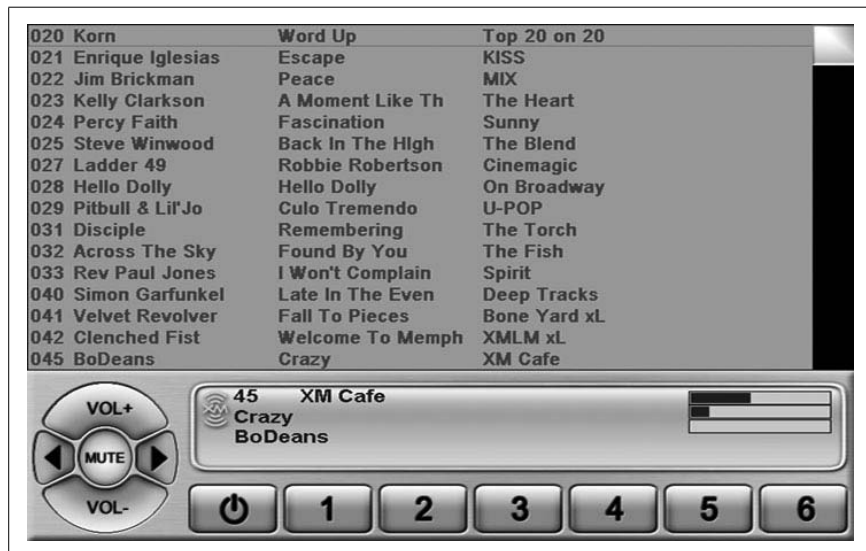 020 Korn Word Up Top 20 on 20
021 Enrique Iglesias Escape KISS
022 Jim Brickman Peace MIX
023 Kelly Clarkson A Moment Like Th The Heart
024 Percy Faith Fascination Sunny
025 Steve Winwood Back In The HIgh The Blend
027 Ladder 49 Robbie Robertson Cinemagic
028 Hello Dolly Hello Dolly On Broadway
029 Pitbull & Lil'Jo Culo Tremendo U-POP
031 Disciple Remembering The Torch
032 Across The Sky Found By You The Fish
033 Rev Paul Jones I Won't Complain Spirit
040 Simon Garfunkel Late In The Even Deep Tracks
041 Velvet Revolver Fall To Pieces Bone Yard xL
042 Clenched Fist Welcome To Memph XMLM xL
045 BoDeans Crazy XM Cafe
VOL+
MUTE
VOL-
XM
45 XM Cafe
Crazy
BoDeans
1 2 3 4 5 6